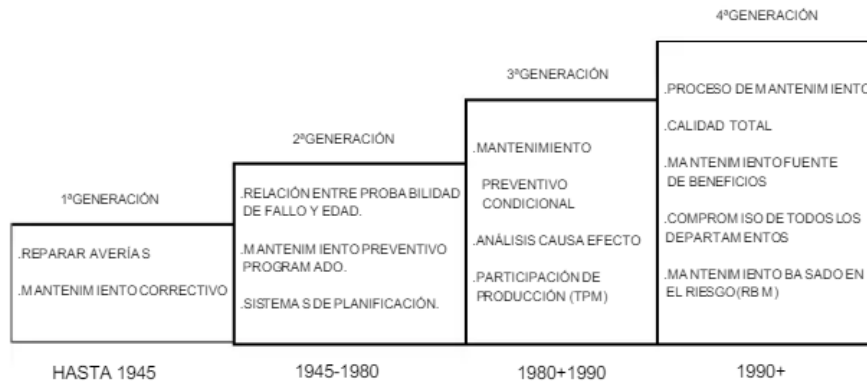 1ªGENERACIÓN
.REPARAR AVERÍAS
.MANTENIMIENTO CORRECTIVO
HASTA 1945
2ªGENERACIÓN
.RELACIÓN ENTRE PROBABILIDAD
DE FALLO Y EDAD.
.MANTENIMIENTO PREVENTIVO
PROGRAMADO.
.SISTEMAS DE PLANIFICACIÓN.
1945-1980
3ªGENERACIÓN
.MANTENIMIENTO
PREVENTIVO
CONDICIONAL
.ANÁLISIS CAUSA EFECTO
.PARTICIPACIÓN DE
PRODUCCIÓN (TPM)
1980+1990
4ªGENERACIÓN
.PROCESO DE MANTENIMIENTO
.CALIDAD TOTAL
.MANTENIMIENTO FUENTE
DE BENEFICIOS
.COMPROMISO DE TODOS LOS
DEPARTAMENTOS
.MANTENIMIENTO BASADO EN
EL RIESGO(RBM)
1990+